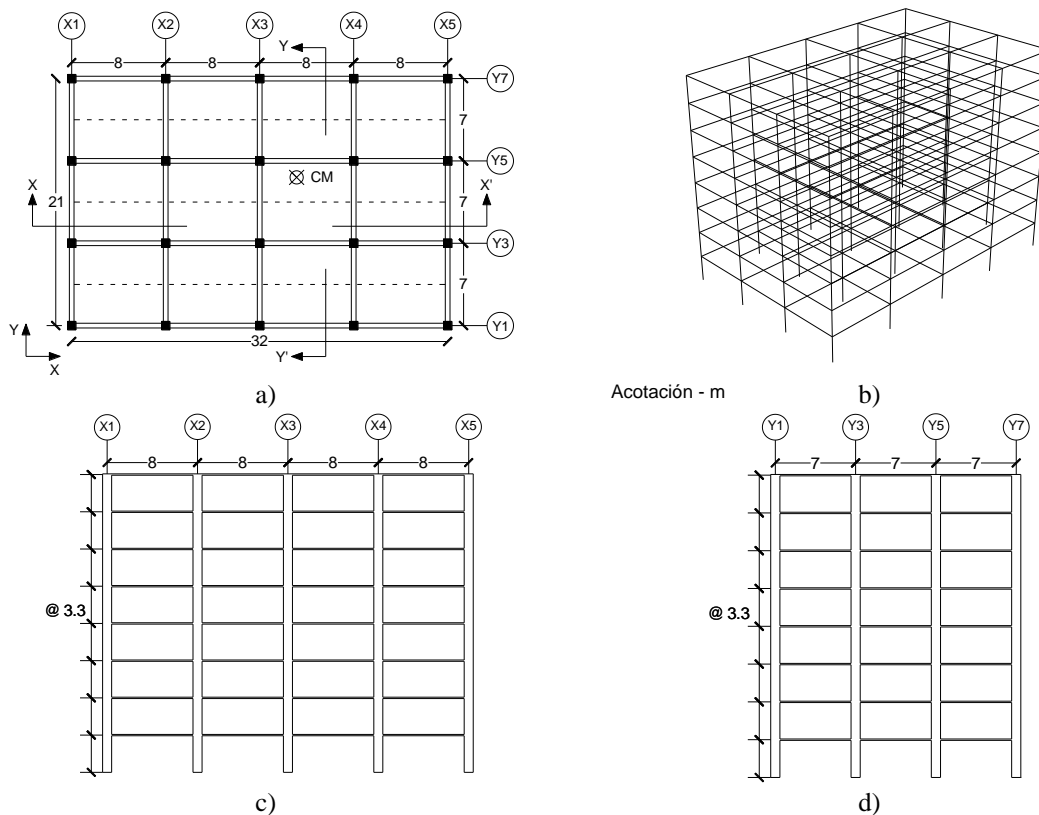 X1 X2 X3 X4 X5
Y
8 8 8 8
Y7
7
Y5
CM
X X'
21 7
Y3
7
Y
Y1
32
X Y'
a)
Acotación - m
b)
X1 X2 X3 X4 X5
8 8 8 8
@ 3.3
c)
Y1 Y3 Y5 Y7
7 7 7
@ 3.3
d)